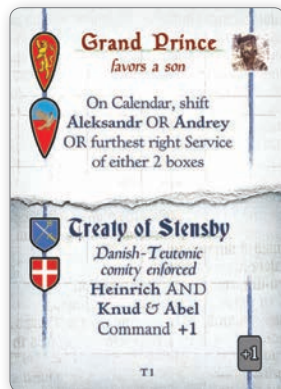 Grand Prince
favors a son
On Calendar, shift
Aleksandr OR Andrey
OR furthest right Service
of either 2 boxes
Treaty of Stensby
Danish-Teutonic
comity enforced
Heinrich AND
Knud & Abel
Command +1
+1
T1